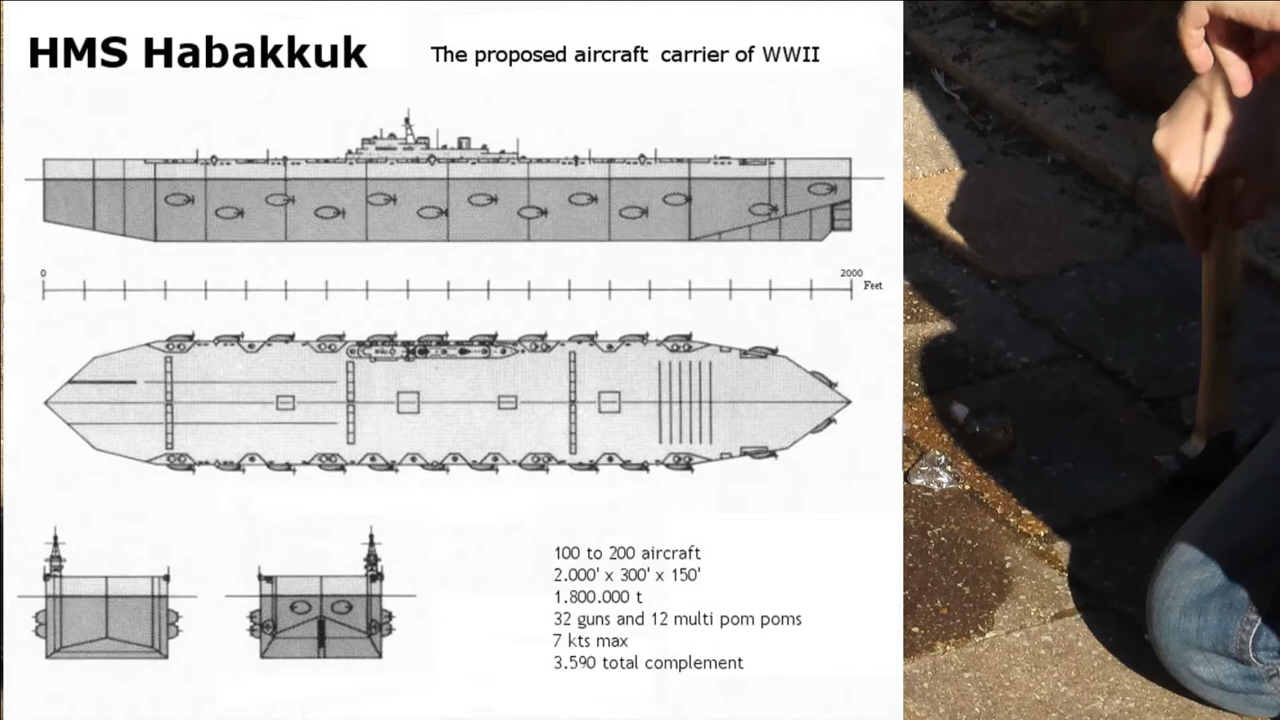 HMS Habakkuk
The proposed aircraft carrier of WWII
0
2000
Feet
100 to 200 aircraft
2.000' x 300' x 150'
1.800.000 t
32 guns and 12 multi pom poms
7 kts max
3.590 total complement